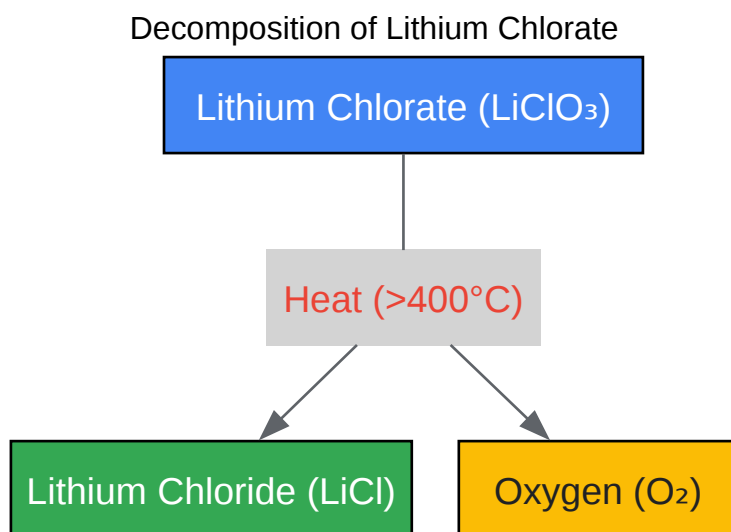 Decomposition of Lithium Chlorate
Lithium Chlorate (LiClO₃)
Heat (>400°C)
Lithium Chloride (LiCl)
Oxygen (O₂)